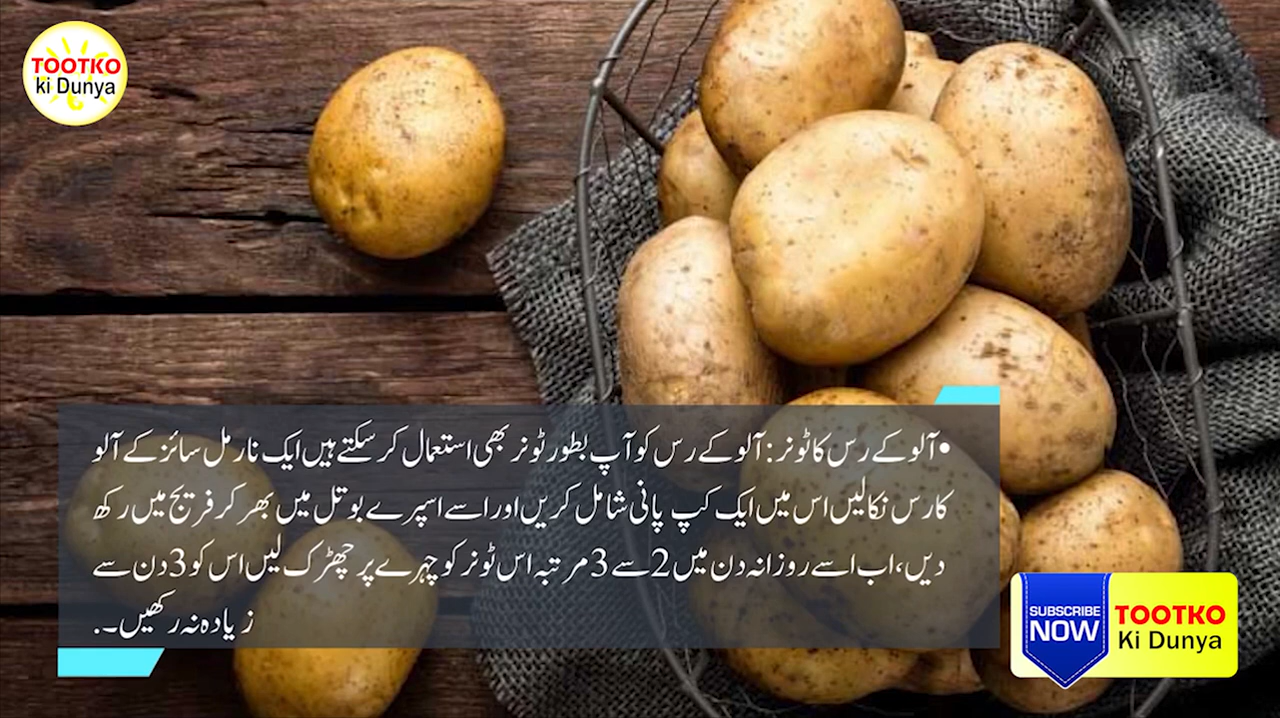 TOOTKO
ki Dunya
•آلو کے رس کا ٹونر: آلو کے رس کو آپ بطور ٹونر بھی استعمال کر سکتے ہیں ایک نارمل سائز کے آلو
کا رس نکالیں اس میں ایک کپ پانی شامل کریں اور اسے اسپرے بوتل میں بھر کر فریج میں رکھ
دیں، اب اسے روزانہ دن میں 2 سے 3 مرتبہ اس ٹونر کو چہرے پر چھڑک لیں اس کو 3 دن سے
زیادہ نہ رکھیں۔.
SUBSCRIBE
NOW
TOOTKO
Ki Dunya